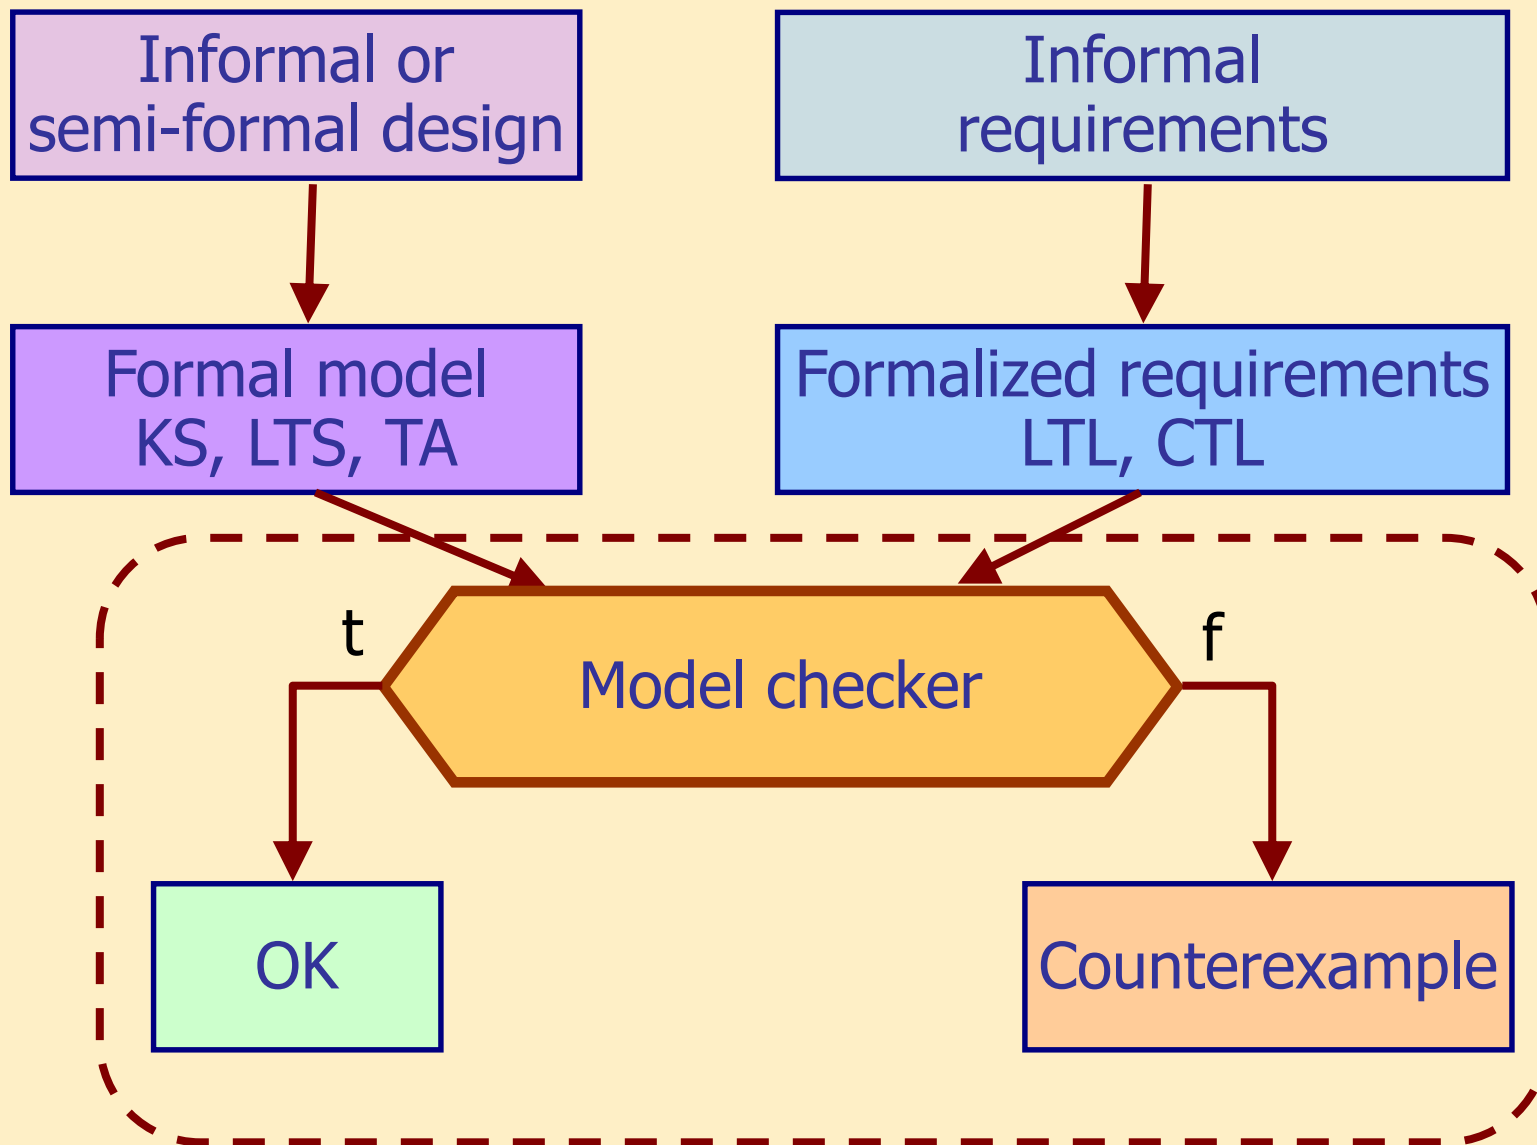 Informal or
semi-formal design
Informal
requirements
Formal model
KS, LTS, TA
Formalized requirements
LTL, CTL
t
f
Model checker
OK
Counterexample